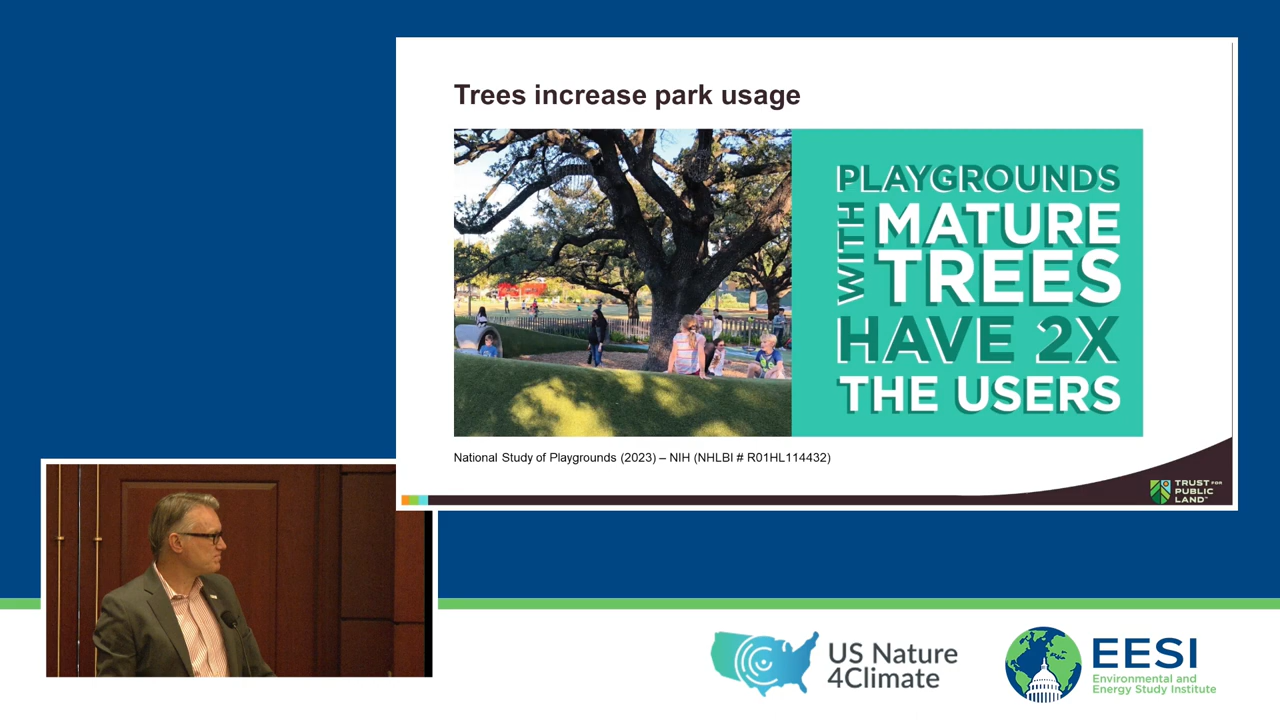 Trees increase park usage
PLAYGROUNDS
WITH
MATURE
TREES
HAVE 2X
THE USERS
National Study of Playgrounds (2023) – NIH (NHLBI # R01HL114432)
TRUST FOR
PUBLIC
LAND™
US Nature
4Climate
EESI
Environmental and
Energy Study Institute